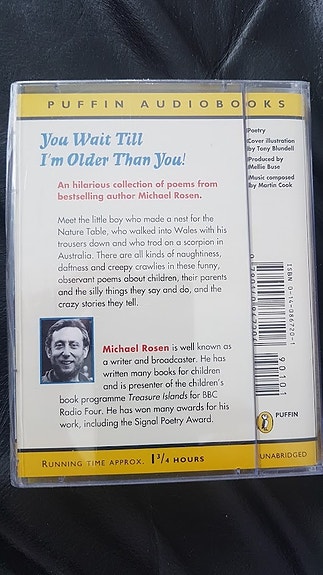 PUFFIN AUDIOBOOKS
You Wait Till
I'm Older Than You!
An hilarious collection of poems from
bestselling author Michael Rosen.
Meet the little boy who made a nest for the
Nature Table, who walked into Wales with his
trousers down and who trod on a scorpion in
Australia. There are all kinds of naughtiness,
daftness and creepy crawlies in these funny,
observant poems about children, their parents
and the silly things they say and do, and the
crazy stories they tell.
Michael Rosen is well known as
a writer and broadcaster. He has
written many books for children
and is presenter of the children's
book programme Treasure Islands for BBC
Radio Four. He has won many awards for his
work, including the Signal Poetry Award.
RUNNING TIME APPROX. 1 3/4 HOURS
Poetry
Cover illustration
by Tony Blundell
Produced by
Mellie Buse
Music composed
by Martin Cook
ISBN 0-14-086720-1
90101
PUFFIN
UNABRIDGED